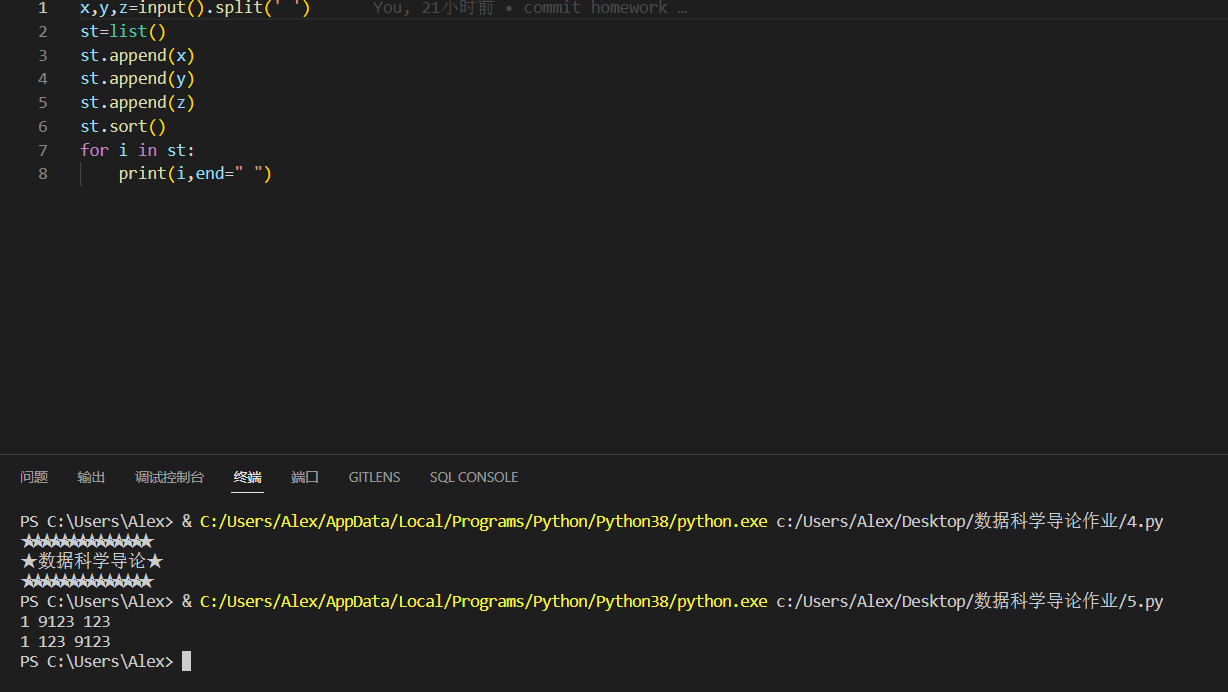 1 x,y,z=input().split(' ') You, 21小时前 • commit homework …
2 st=list()
3 st.append(x)
4 st.append(y)
5 st.append(z)
6 st.sort()
7 for i in st:
8 print(i,end=" ")
问题 输出 调试控制台 终端 端口 GITLENS SQL CONSOLE
PS C:\Users\Alex> & C:/Users/Alex/AppData/Local/Programs/Python/Python38/python.exe c:/Users/Alex/Desktop/数据科学导论作业/4.py
★★★★★★★★★★★★★★
★数据科学导论★
★★★★★★★★★★★★★★
PS C:\Users\Alex> & C:/Users/Alex/AppData/Local/Programs/Python/Python38/python.exe c:/Users/Alex/Desktop/数据科学导论作业/5.py
1 9123 123
1 123 9123
PS C:\Users\Alex>